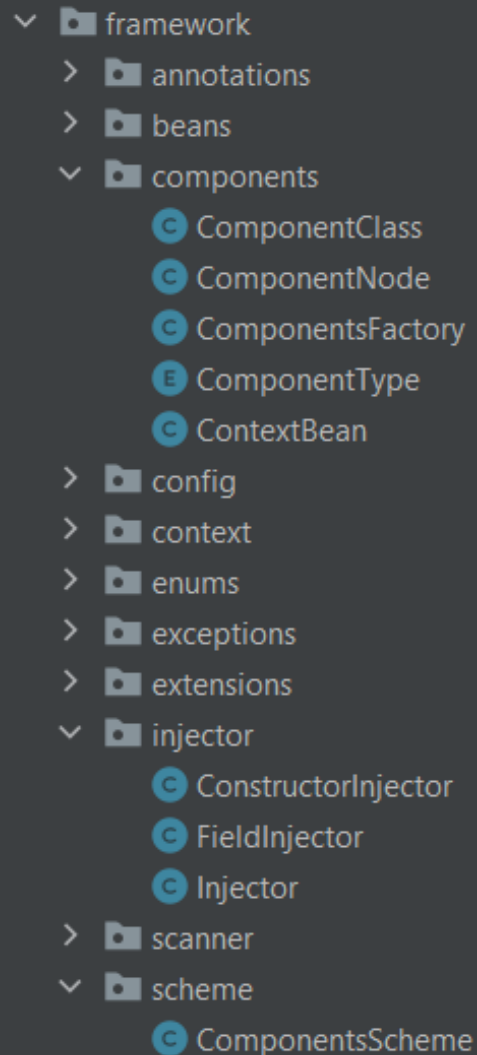 framework
annotations
beans
components
C ComponentClass
C ComponentNode
C ComponentsFactory
E ComponentType
C ContextBean
config
context
enums
exceptions
extensions
injector
C ConstructorInjector
C FieldInjector
C Injector
scanner
scheme
C ComponentsScheme